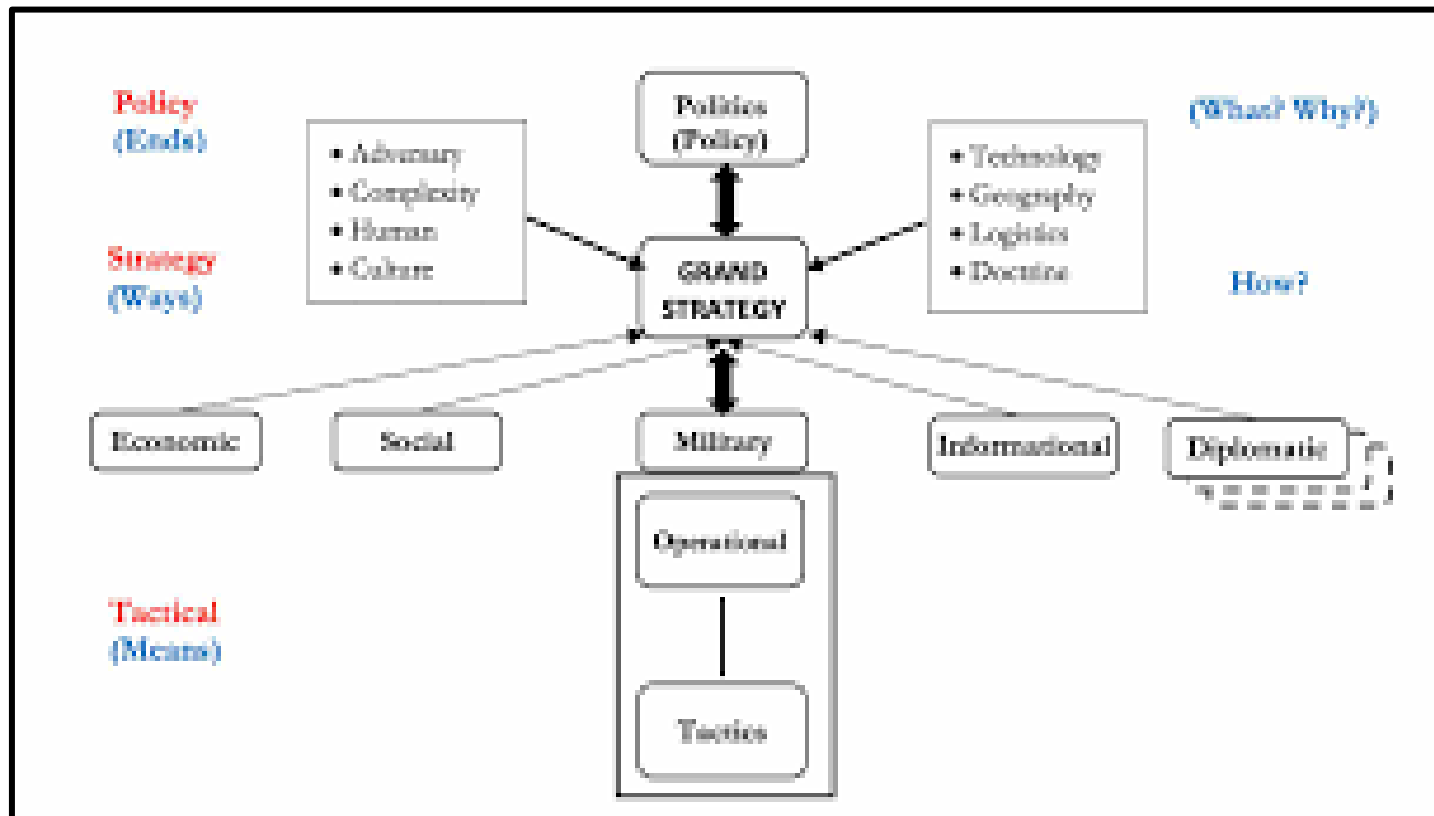 Policy
(Ends)
Politics
(Policy)
(What? Why?)
• Adversary
• Complexity
• Human
• Culture
• Technology
• Geography
• Logistics
• Doctrine
Strategy
(Ways)
GRAND
STRATEGY
How?
Economic
Social
Military
Informational
Diplomatic
Operational
Tactical
(Means)
Tactics